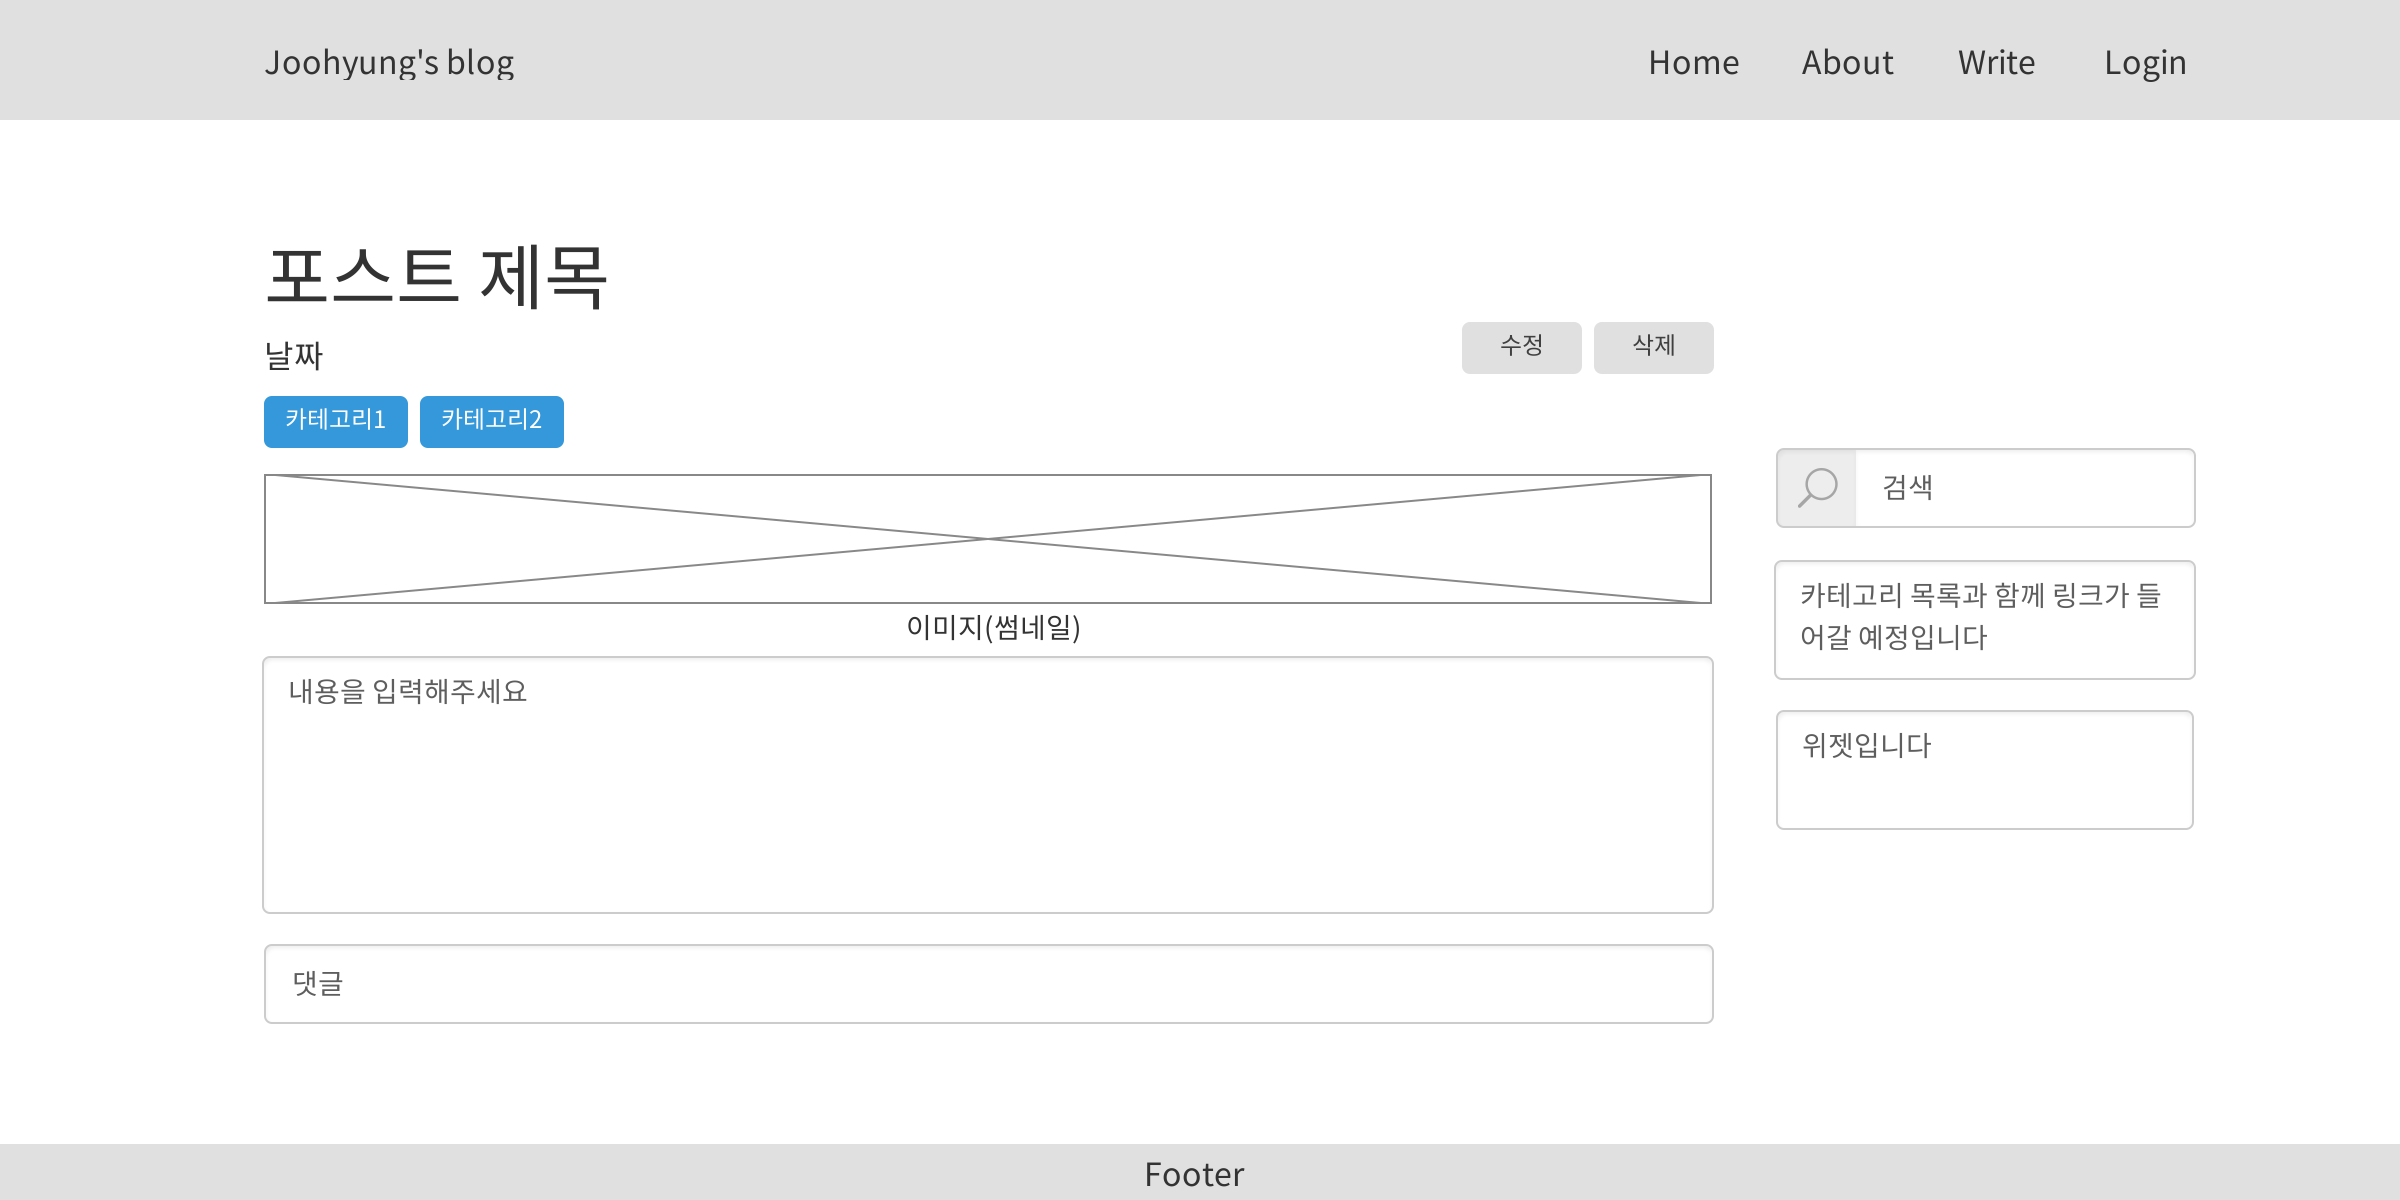 Joohyung's blog
Home
About
Write
Login
포스트 제목
날짜
수정
삭제
카테고리1
카테고리2
이미지(썸네일)
내용을 입력해주세요
댓글
검색
카테고리 목록과 함께 링크가 들
어갈 예정입니다
위젯입니다
Footer